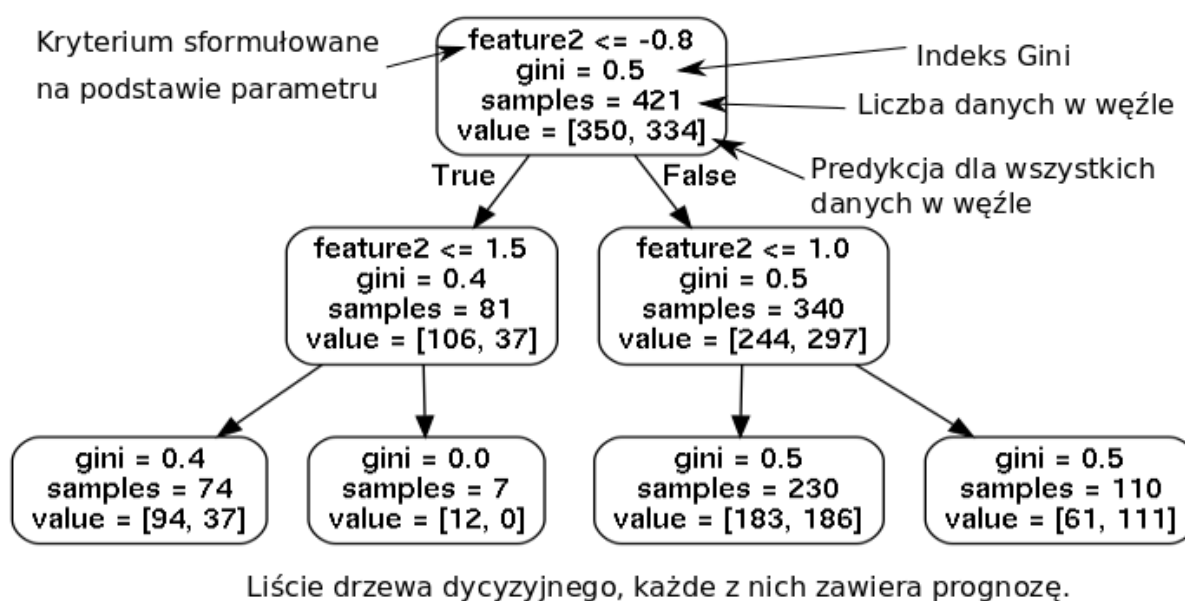 Kryterium sformułowane
na podstawie parametru
feature2 <= -0.8
gini = 0.5
samples = 421
value = [350, 334]
Indeks Gini
Liczba danych w węźle
Predykcja dla wszystkich
danych w węźle
True
False
feature2 <= 1.5
gini = 0.4
samples = 81
value = [106, 37]
feature2 <= 1.0
gini = 0.5
samples = 340
value = [244, 297]
gini = 0.4
samples = 74
value = [94, 37]
gini = 0.0
samples = 7
value = [12, 0]
gini = 0.5
samples = 230
value = [183, 186]
gini = 0.5
samples = 110
value = [61, 111]
Liście drzewa dycyzyjnego, każde z nich zawiera prognozę.